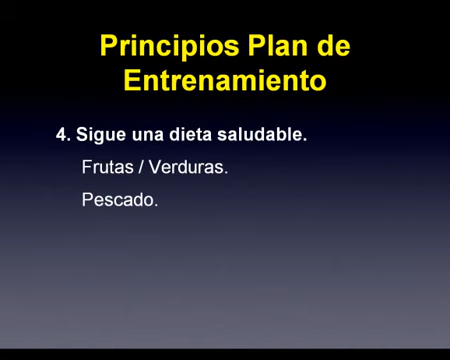 Principios Plan de
Entrenamiento
4. Sigue una dieta saludable.
Frutas / Verduras.
Pescado.